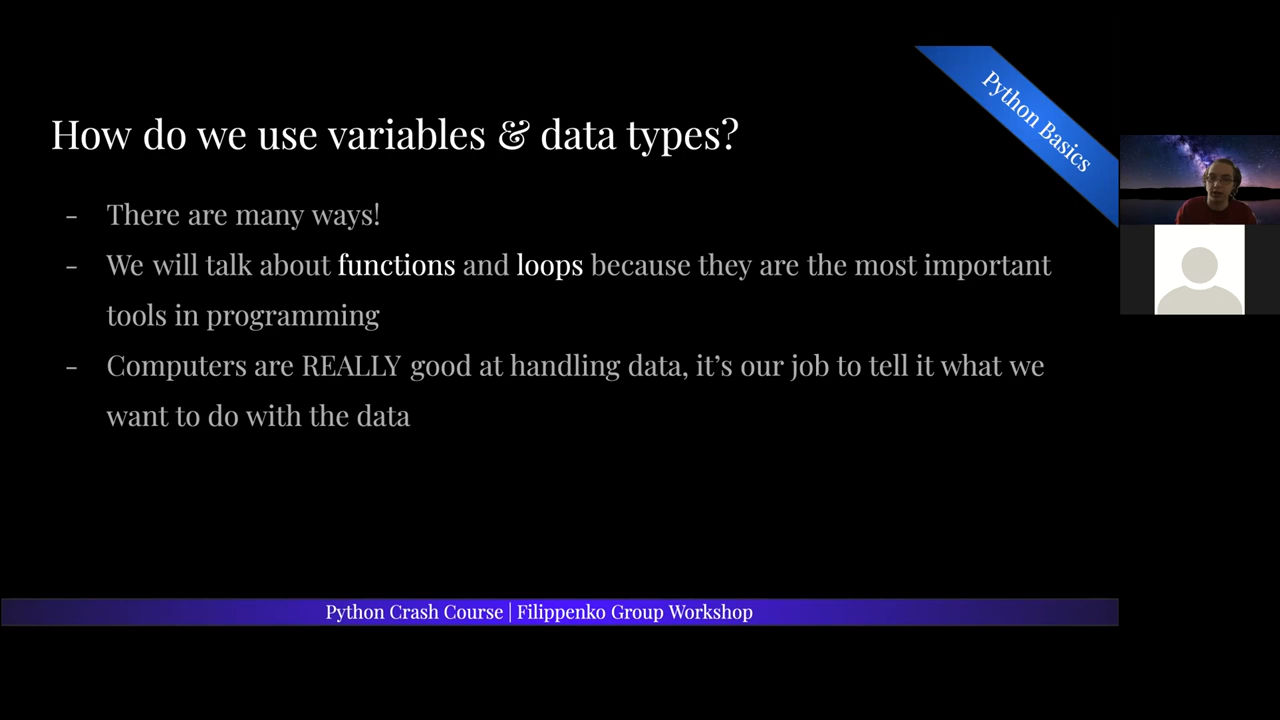 Python Basics
How do we use variables & data types?
- There are many ways!
- We will talk about functions and loops because they are the most important
tools in programming
- Computers are REALLY good at handling data, it’s our job to tell it what we
want to do with the data
Python Crash Course | Filippenko Group Workshop